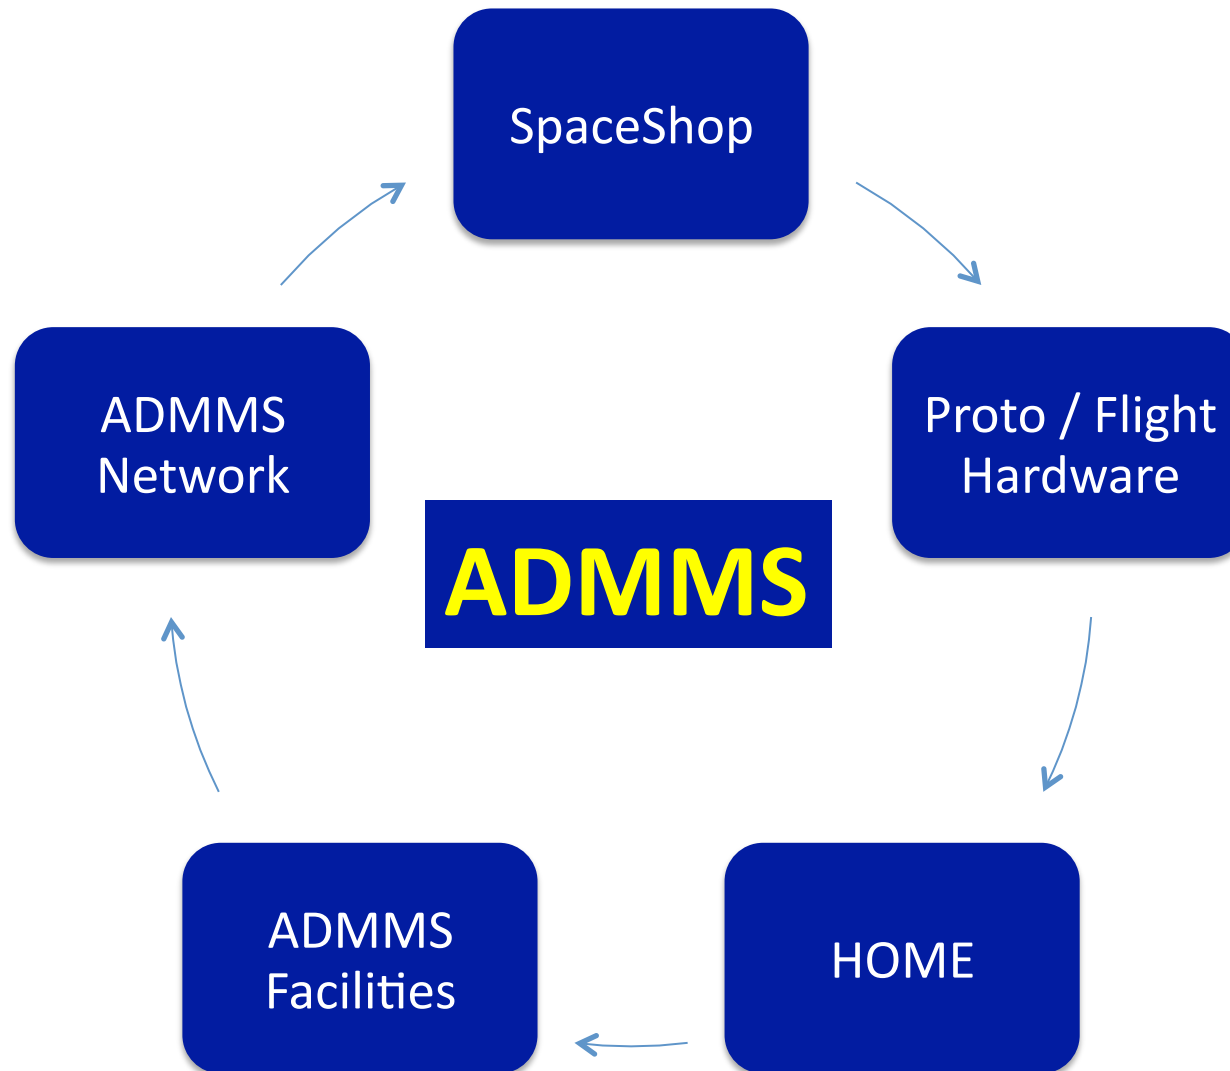 SpaceShop
ADMMS
Network
Proto / Flight
Hardware
ADMMS
ADMMS
Facilities
HOME